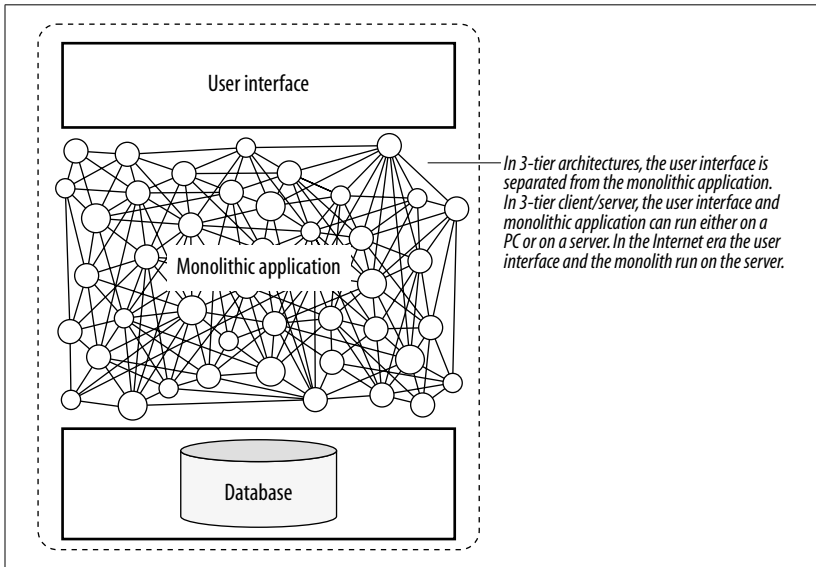 User interface
In 3-tier architectures, the user interface is
separated from the monolithic application.
In 3-tier client/server, the user interface and
monolithic application can run either on a
PC or on a server. In the Internet era the user
interface and the monolith run on the server.
Monolithic application
Database